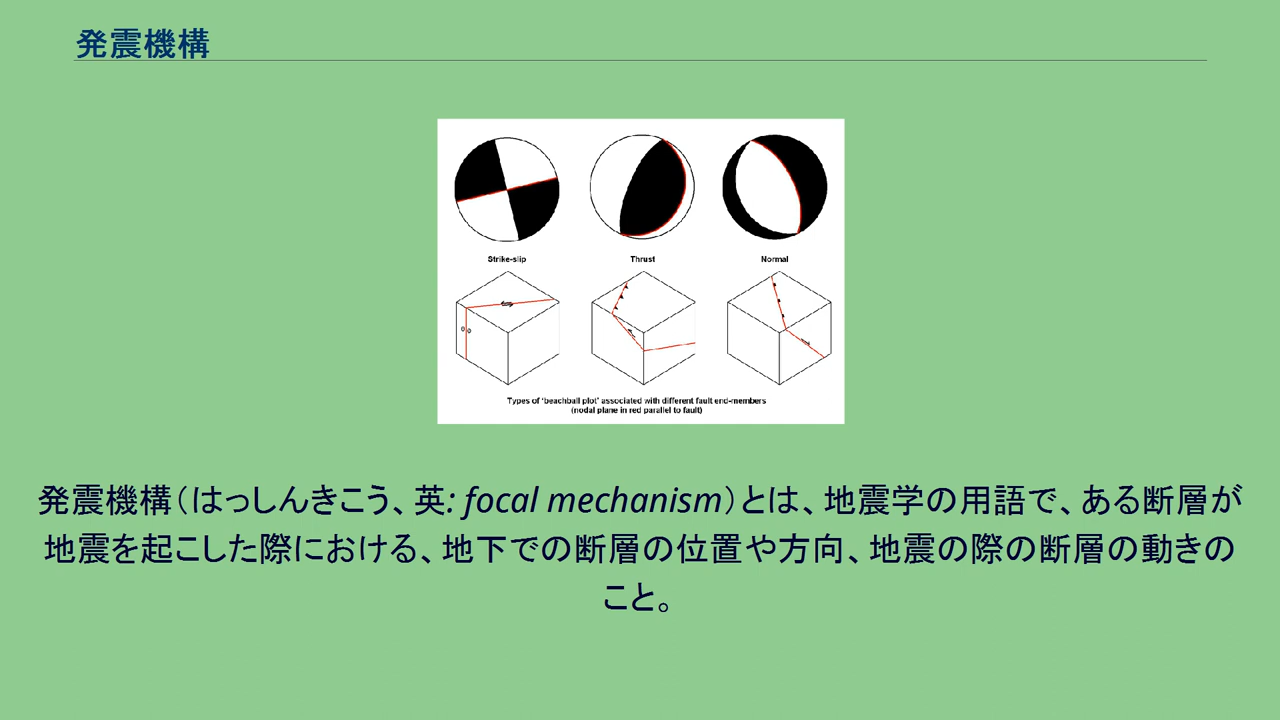 発震機構
Strike-slip
Thrust
Normal
Types of 'beachball plot' associated with different fault end-members
(nodal plane in red parallel to fault)
発震機構（はっしんきこう、英: focal mechanism）とは、地震学の用語で、ある断層が
地震を起こした際における、地下での断層の位置や方向、地震の際の断層の動きの
こと。